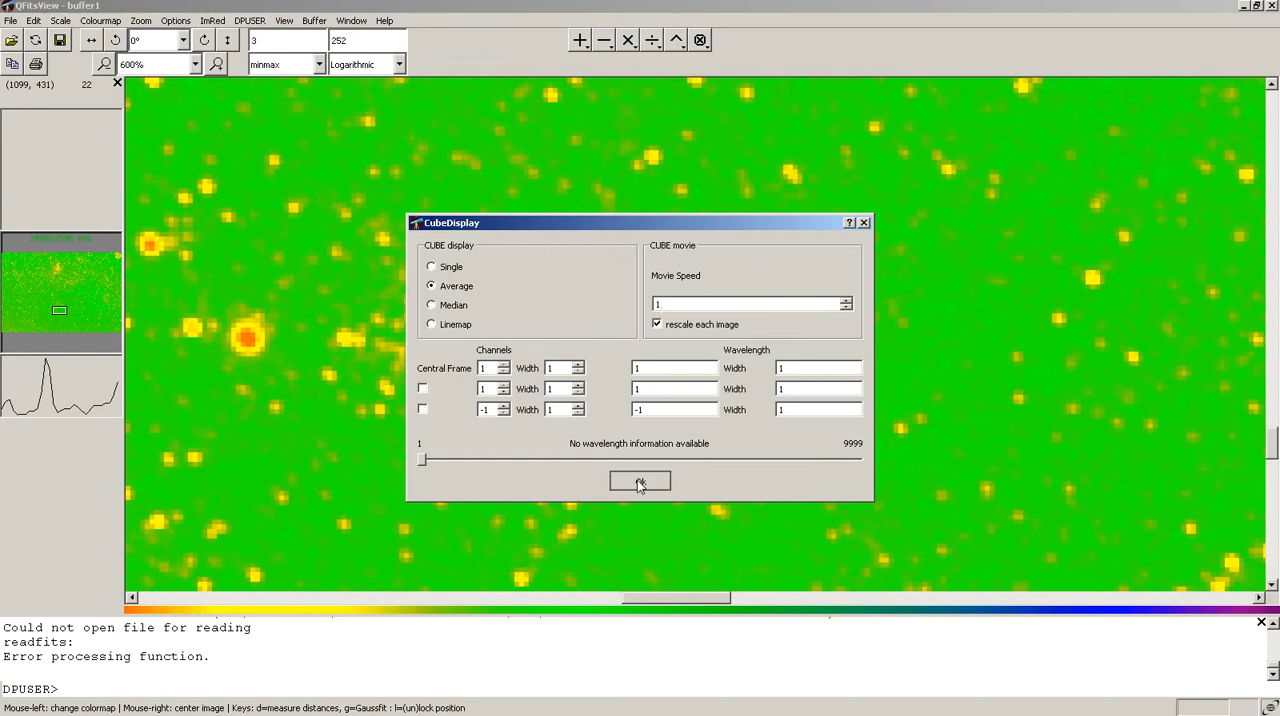 QFitsView - buffer1
File Edit Scale Colourmap Zoom Options ImRed DPUSER View Buffer Window Help
0° 3 252
600% minmax Logarithmic
(1099, 431) 22
CubeDisplay
CUBE display CUBE movie
Single
Average
Median
Linemap
Movie Speed
1
rescale each image
Channels Wavelength
Central Frame 1 Width 1 1 Width 1
1 Width 1 1 Width 1
-1 Width 1 -1 Width 1
1 No wavelength information available 9999
Could not open file for reading
readfits:
Error processing function.
DPUSER>
Mouse-left: change colormap | Mouse-right: center image | Keys: d=measure distances, g=Gaussfit : l=(un)lock position